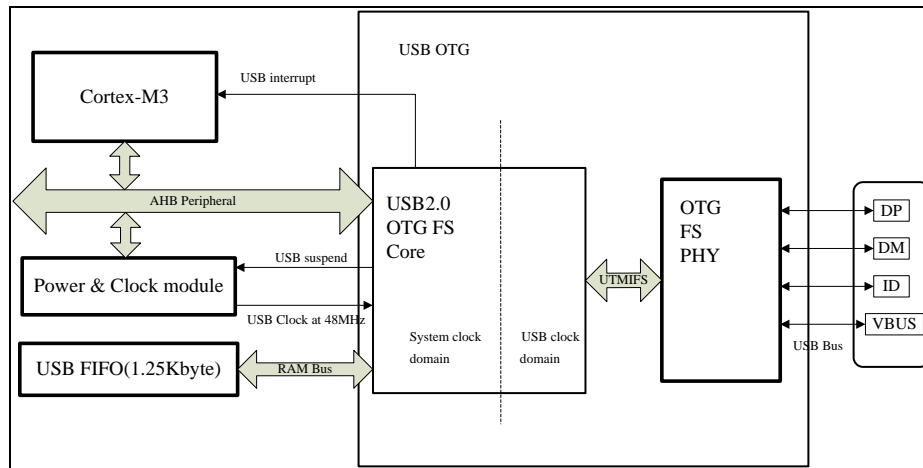 USB OTG
USB interrupt
Cortex-M3
AHB Peripheral
USB2.0
OTG FS
Core
OTG
FS
PHY
DP
DM
ID
VBUS
USB suspend
Power & Clock module
UTMIFS
USB Clock at 48MHz
USB Bus
System clock
domain
USB clock
domain
USB FIFO(1.25Kbyte)
RAM Bus